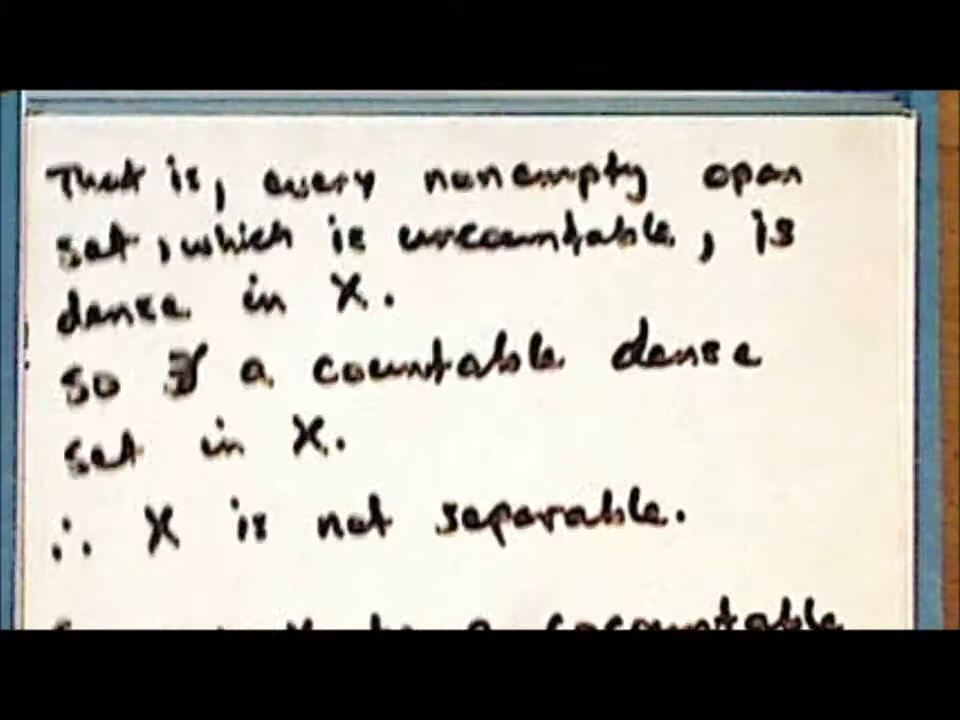 That is, every nonempty open
set, which is uncountable, is
dense in X.
So ∄ a countable dense
set in X.
∴ X is not separable.
cocountable